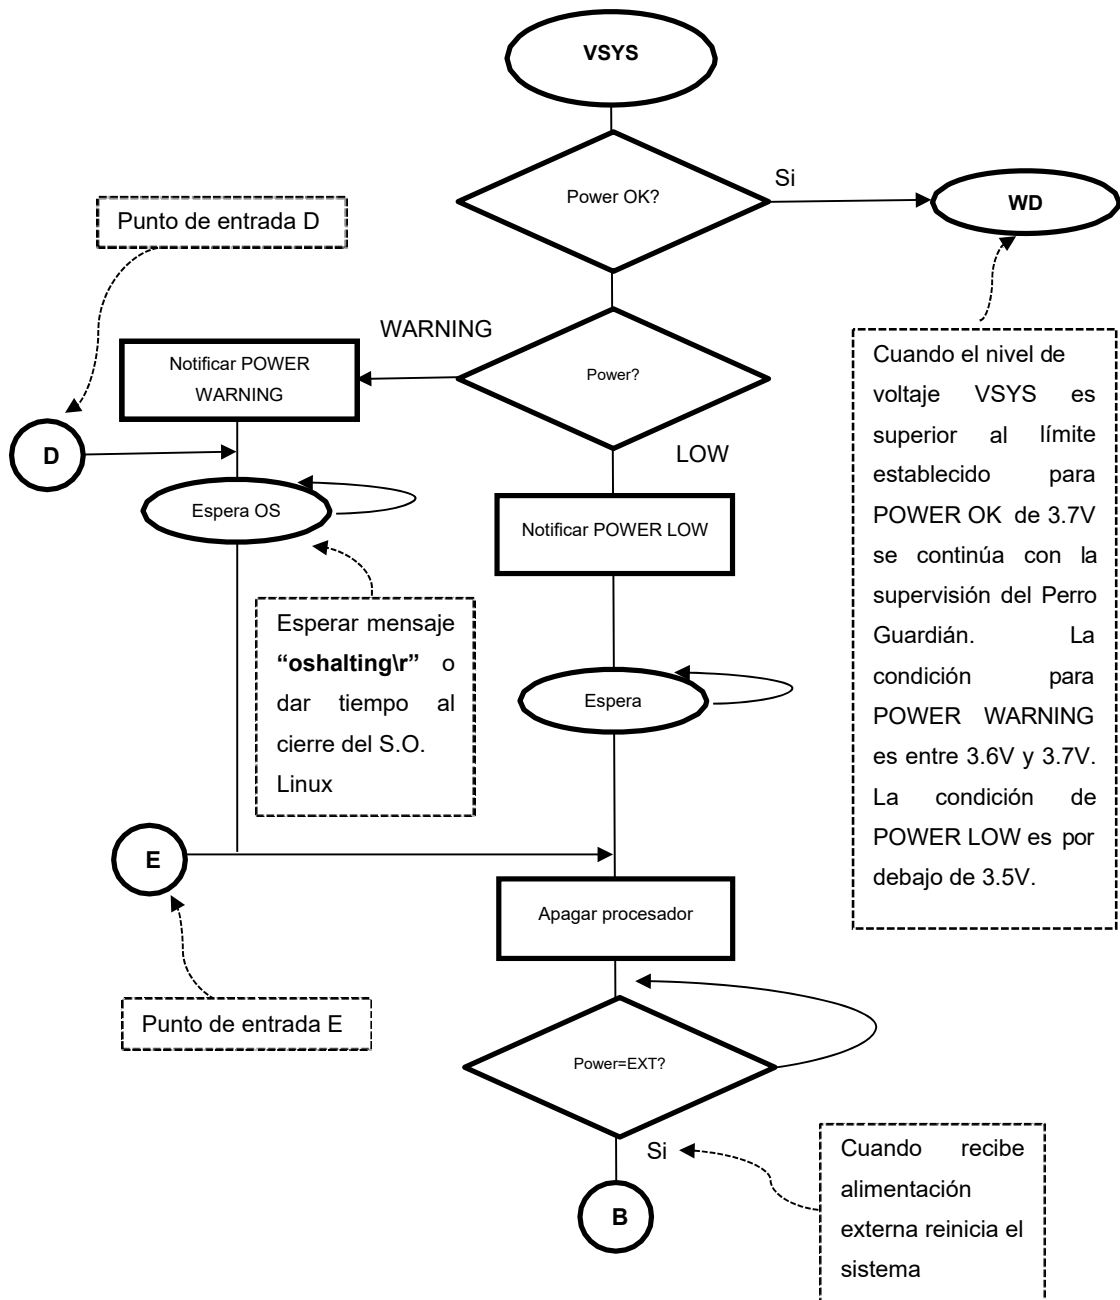 VSYS
Power OK?
Si
WD
Punto de entrada D
WARNING
Notificar POWER
WARNING
Power?
D
LOW
Espera OS
Notificar POWER LOW
Cuando el nivel de
voltaje VSYS es
superior al límite
establecido para
POWER OK de 3.7V
se continúa con la
supervisión del Perro
Guardián. La
condición para
POWER WARNING
es entre 3.6V y 3.7V.
La condición de
POWER LOW es por
debajo de 3.5V.
Esperar mensaje
“oshalting\r” o
dar tiempo al
cierre del S.O.
Linux
Espera
E
Apagar procesador
Punto de entrada E
Power=EXT?
Si
B
Cuando recibe
alimentación
externa reinicia el
sistema